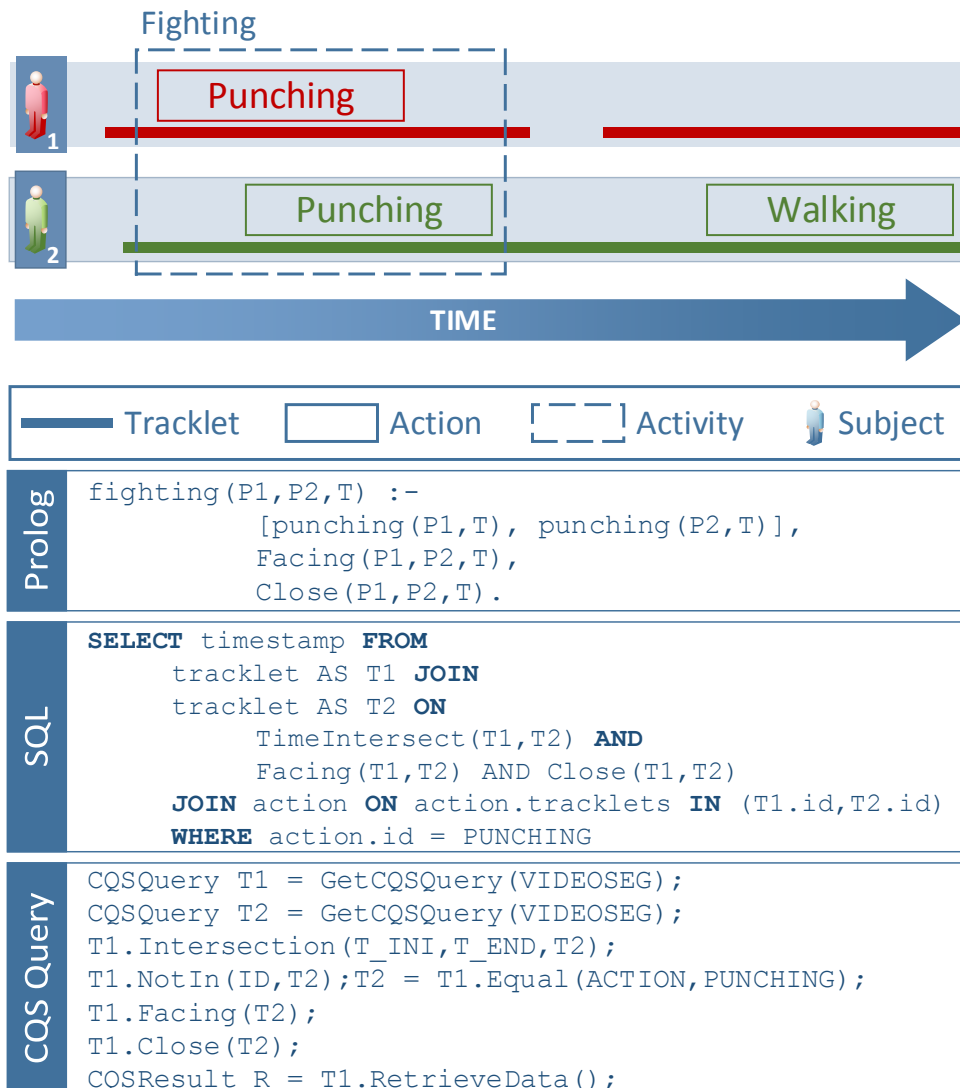 Fighting
Punching
1
Punching
Walking
2
TIME
Tracklet Action Activity Subject
Prolog
fighting(P1,P2,T) :-
[punching(P1,T), punching(P2,T)],
Facing(P1,P2,T),
Close(P1,P2,T).
SQL
SELECT timestamp FROM
tracklet AS T1 JOIN
tracklet AS T2 ON
TimeIntersect(T1,T2) AND
Facing(T1,T2) AND Close(T1,T2)
JOIN action ON action.tracklets IN (T1.id,T2.id)
WHERE action.id = PUNCHING
CQS Query
CQSQuery T1 = GetCQSQuery(VIDEOSEG);
CQSQuery T2 = GetCQSQuery(VIDEOSEG);
T1.Intersection(T_INI,T_END,T2);
T1.NotIn(ID,T2);T2 = T1.Equal(ACTION,PUNCHING);
T1.Facing(T2);
T1.Close(T2);
CQSResult R = T1.RetrieveData();